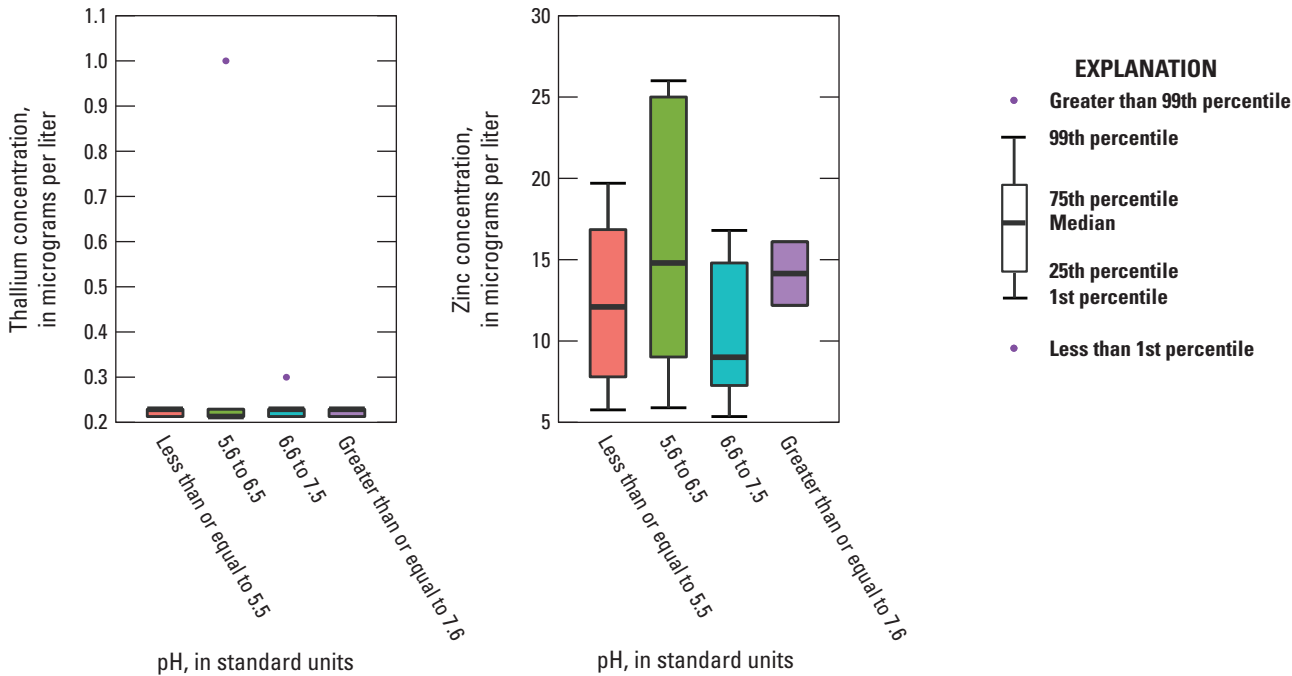 Thallium concentration,
in micrograms per liter
1.1
1.0
0.9
0.8
0.7
0.6
0.5
0.4
0.3
0.2
Less than or equal to 5.5
5.6 to 6.5
6.6 to 7.5
Greater than or equal to 7.6
pH, in standard units
Zinc concentration,
in micrograms per liter
30
25
20
15
10
5
Less than or equal to 5.5
5.6 to 6.5
6.6 to 7.5
Greater than or equal to 7.6
pH, in standard units
EXPLANATION
Greater than 99th percentile
99th percentile
75th percentile
Median
25th percentile
1st percentile
Less than 1st percentile